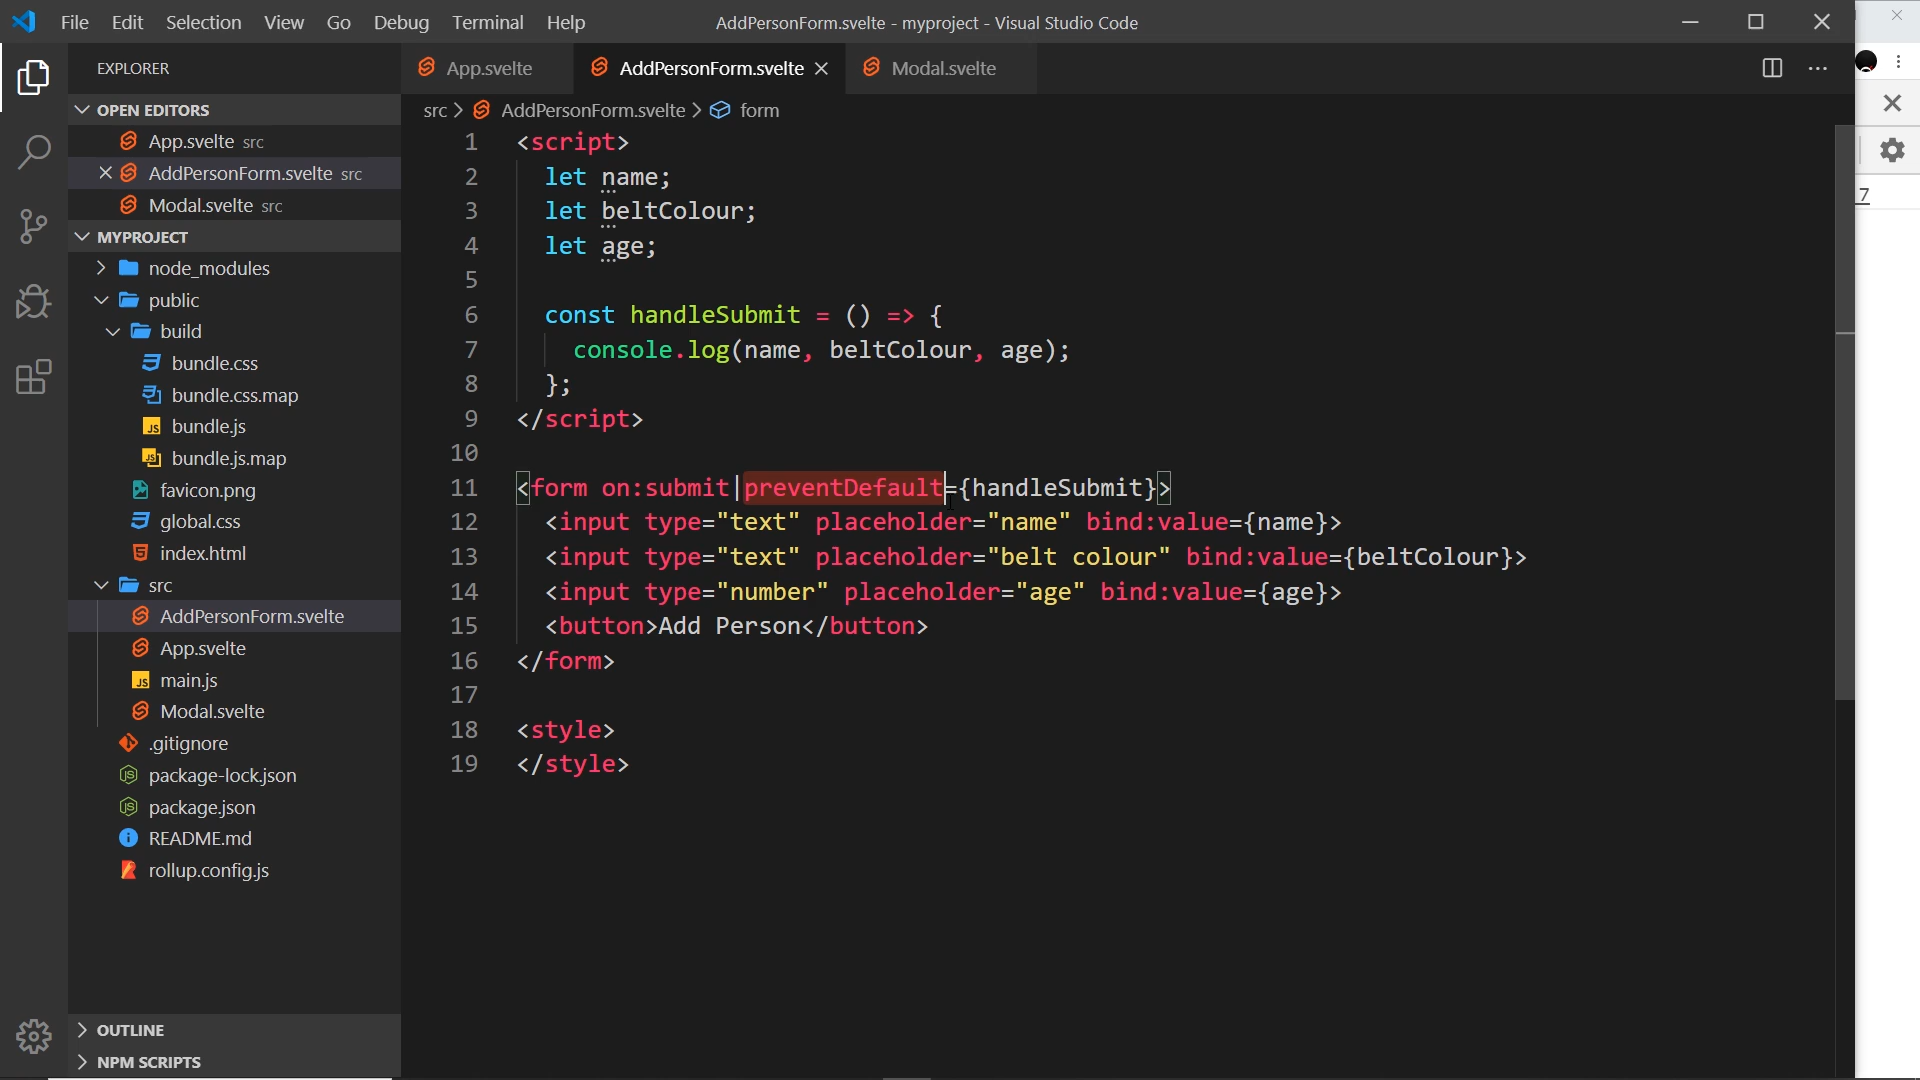 File Edit Selection View Go Debug Terminal Help
AddPersonForm.svelte - myproject - Visual Studio Code
EXPLORER
OPEN EDITORS
App.svelte src
AddPersonForm.svelte src
Modal.svelte src
MYPROJECT
node_modules
public
build
bundle.css
bundle.css.map
bundle.js
bundle.js.map
favicon.png
global.css
index.html
src
AddPersonForm.svelte
App.svelte
main.js
Modal.svelte
.gitignore
package-lock.json
package.json
README.md
rollup.config.js
OUTLINE
NPM SCRIPTS
App.svelte
AddPersonForm.svelte
Modal.svelte
src > AddPersonForm.svelte > form
1 <script>
2 let name;
3 let beltColour;
4 let age;
5
6 const handleSubmit = () => {
7 console.log(name, beltColour, age);
8 };
9 </script>
10
11 <form on:submit|preventDefault={handleSubmit}>
12 <input type="text" placeholder="name" bind:value={name}>
13 <input type="text" placeholder="belt colour" bind:value={beltColour}>
14 <input type="number" placeholder="age" bind:value={age}>
15 <button>Add Person</button>
16 </form>
17
18 <style>
19 </style>
7